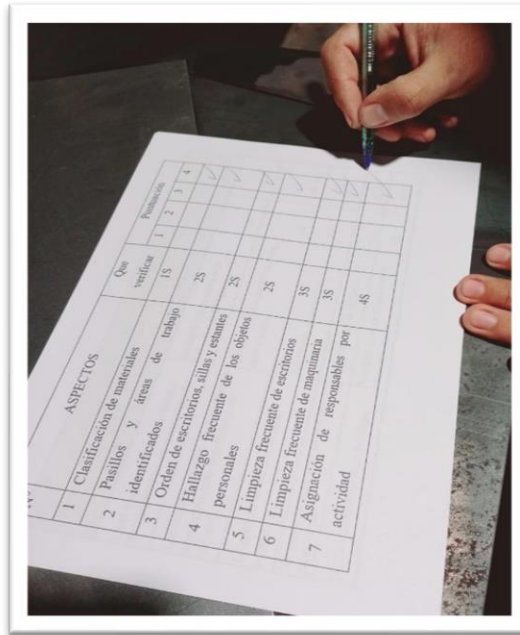 Nº ASPECTOS Que verificar Puntuación
1 2 3 4
1 Clasificación de materiales 1S ✓
2 Pasillos y áreas de trabajo
identificados 2S ✓
3 Orden de escritorios, sillas y estantes 2S ✓
4 Hallazgo frecuente de los objetos
personales 2S ✓
5 Limpieza frecuente de escritorios 3S ✓
6 Limpieza frecuente de maquinaria 3S ✓
7 Asignación de responsables por
actividad 4S ✓